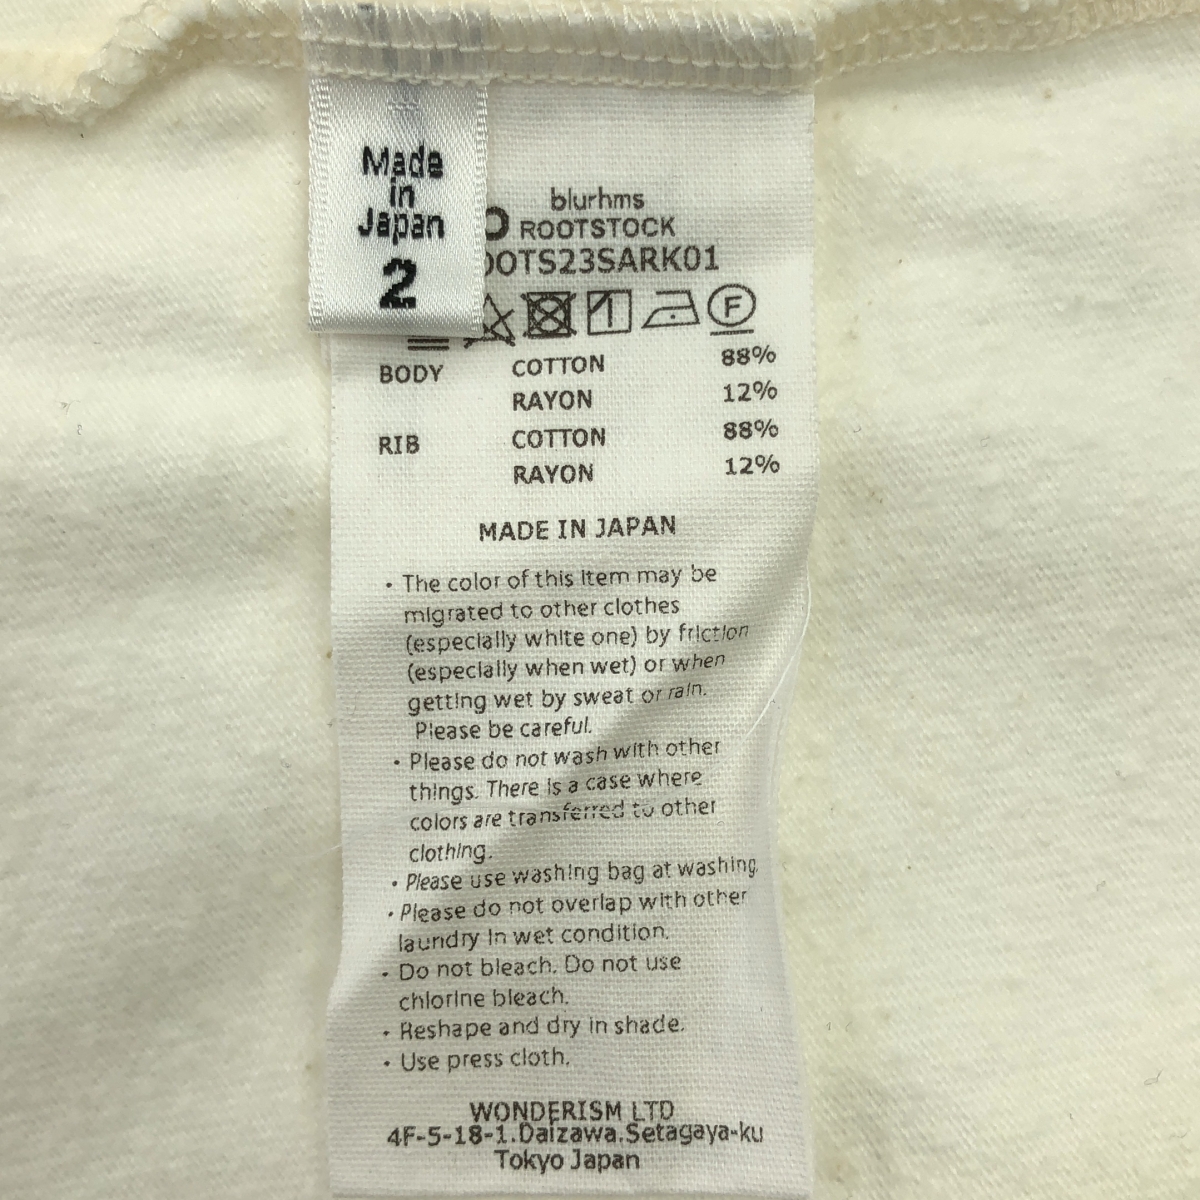 Made
in
Japan
2
blurhms
ROOTSTOCK
OOTS23SARK01
F
BODY COTTON 88%
RAYON 12%
RIB COTTON 88%
RAYON 12%
MADE IN JAPAN
・The color of this item may be
migrated to other clothes
(especially white one) by friction
(especially when wet) or when
getting wet by sweat or rain.
Please be careful.
・Please do not wash with other
things. There is a case where
colors are transferred to other
clothing.
・Please use washing bag at washing.
・Please do not overlap with other
laundry in wet condition.
・Do not bleach. Do not use
chlorine bleach.
・Reshape and dry in shade.
・Use press cloth.
WONDERISM LTD
4F-5-18-1.Daizawa.Setagaya-ku
Tokyo Japan